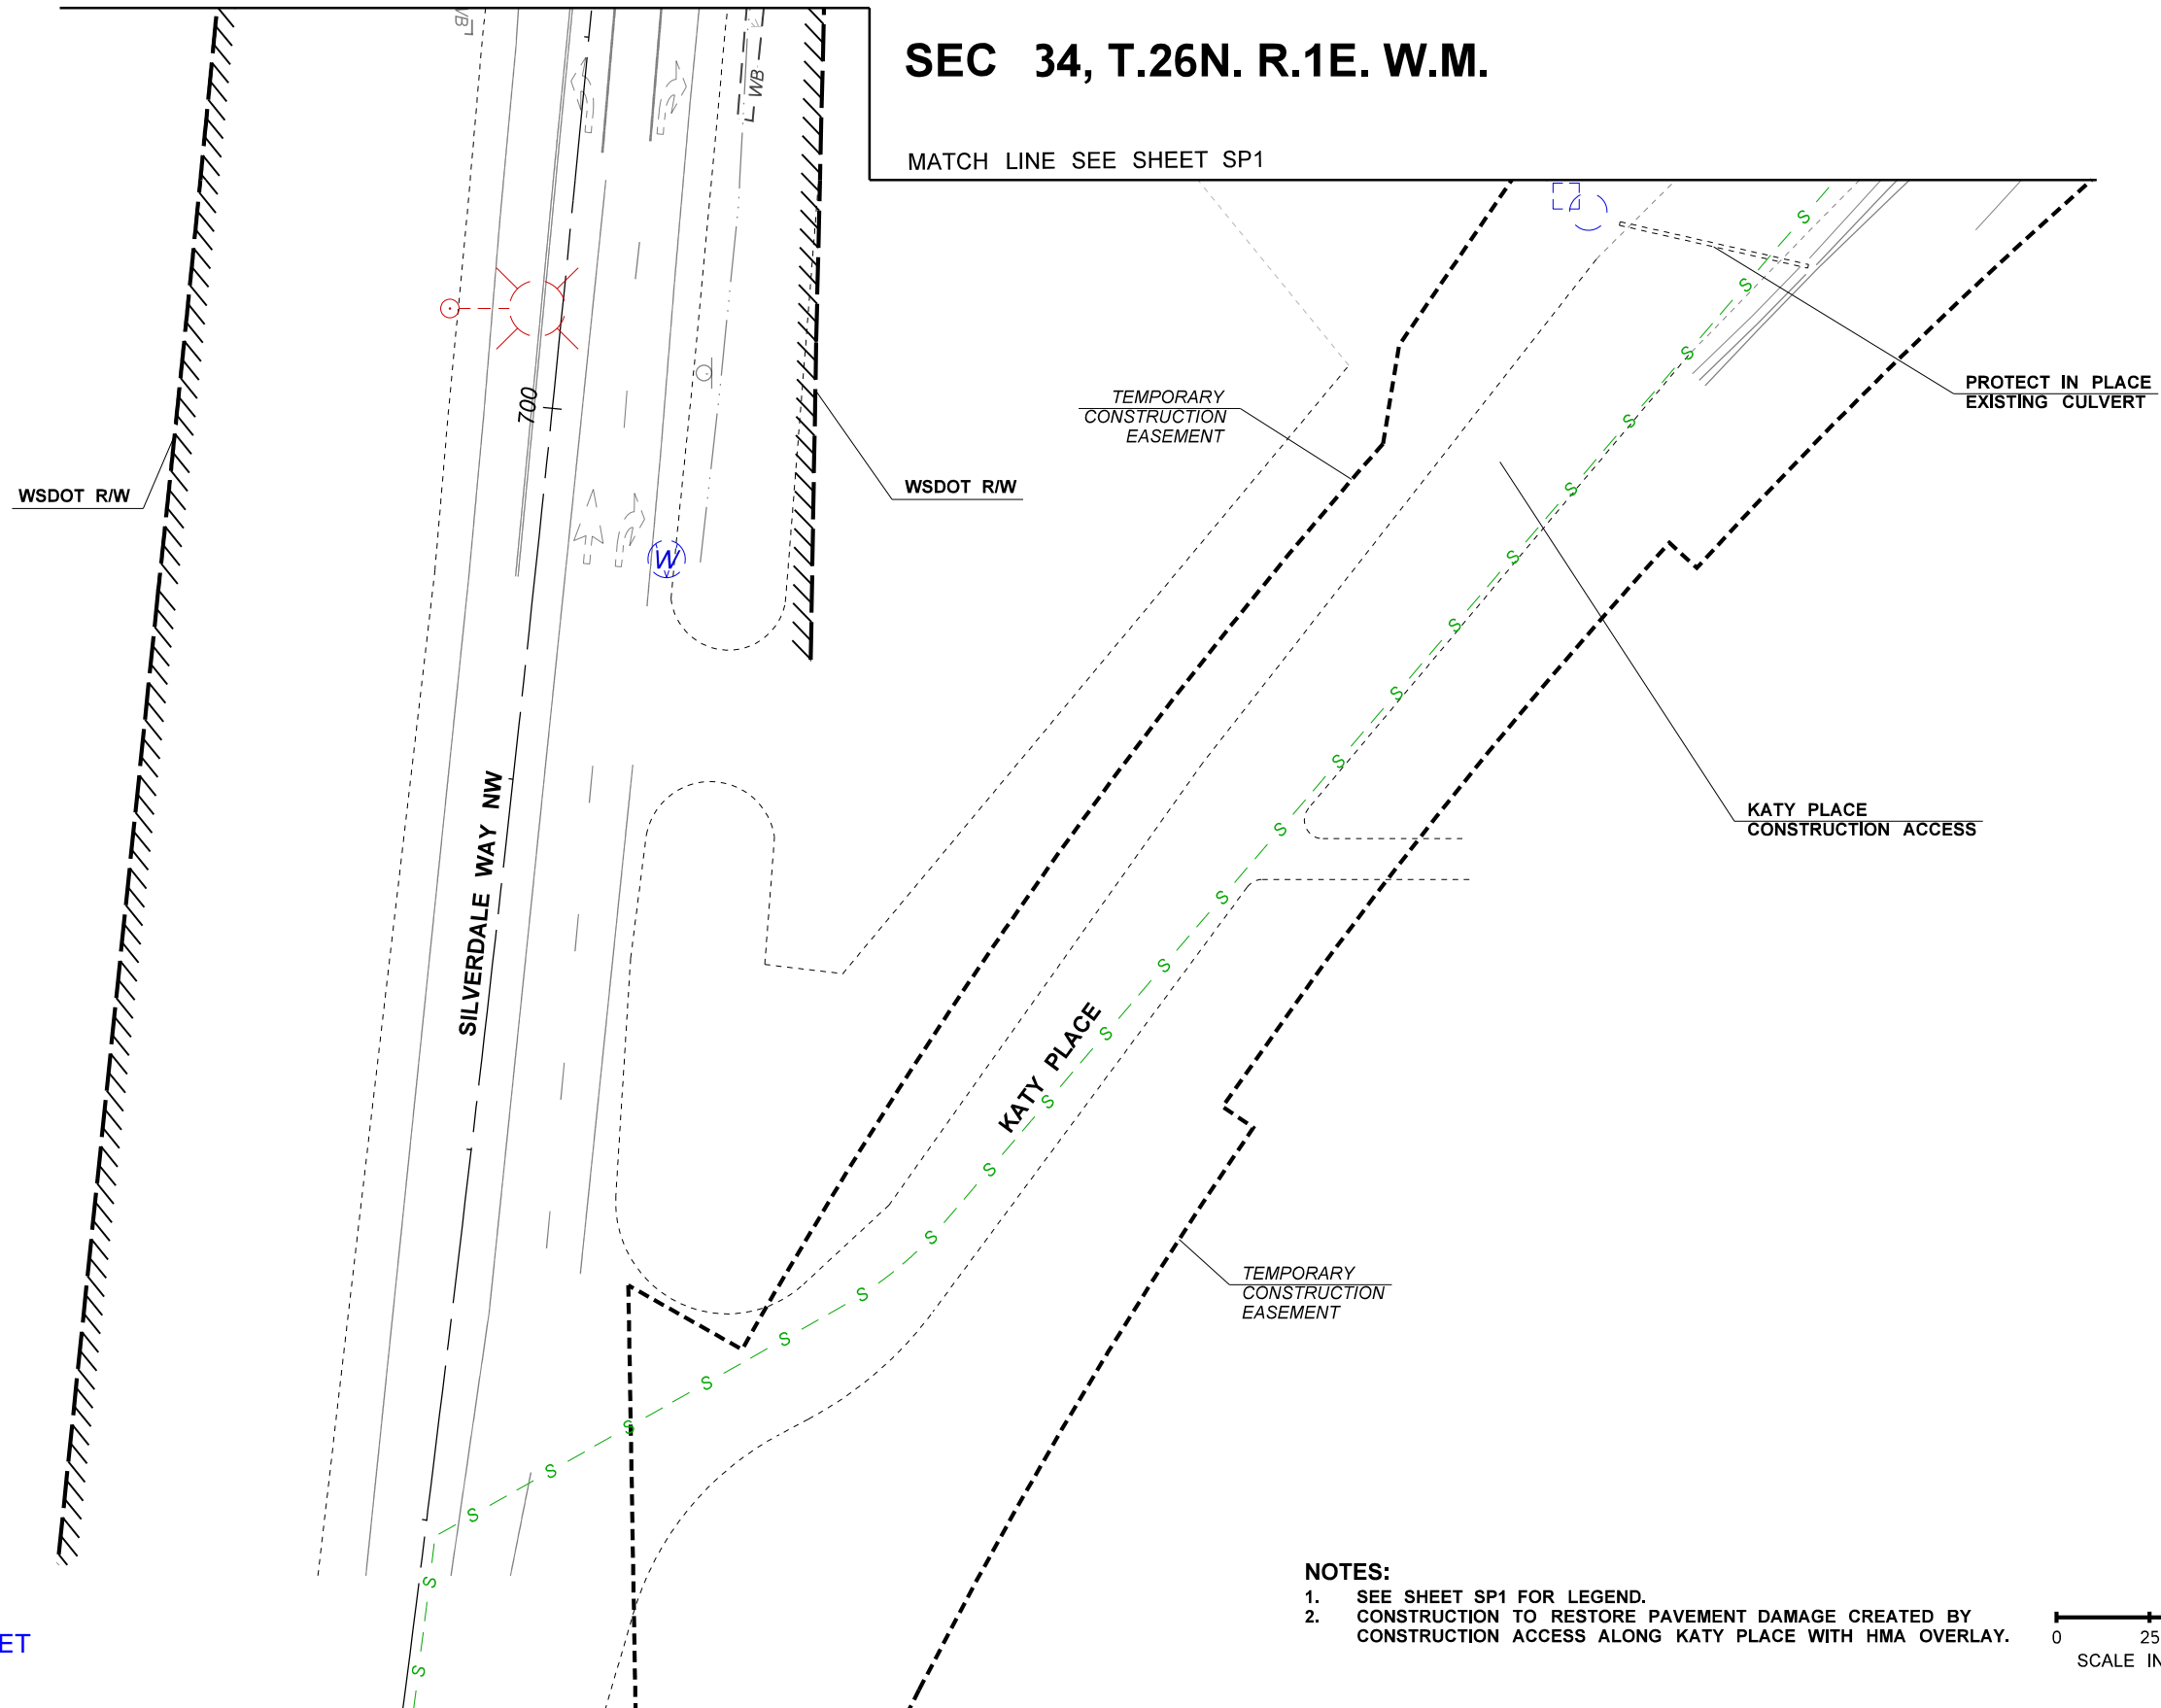 SEC 34, T.26N. R.1E. W.M.
MATCH LINE SEE SHEET SP1
WB
WB
700
WSDOT R/W
WSDOT R/W
TEMPORARY
CONSTRUCTION
EASEMENT
PROTECT IN PLACE
EXISTING CULVERT
W
KATY PLACE
CONSTRUCTION ACCESS
SILVERDALE WAY NW
KATY PLACE
TEMPORARY
CONSTRUCTION
EASEMENT
S S S S S S S S S S S S S S S S S S S S S S S S
NOTES:
1. SEE SHEET SP1 FOR LEGEND.
2. CONSTRUCTION TO RESTORE PAVEMENT DAMAGE CREATED BY
CONSTRUCTION ACCESS ALONG KATY PLACE WITH HMA OVERLAY.
0 25
SCALE IN
ET